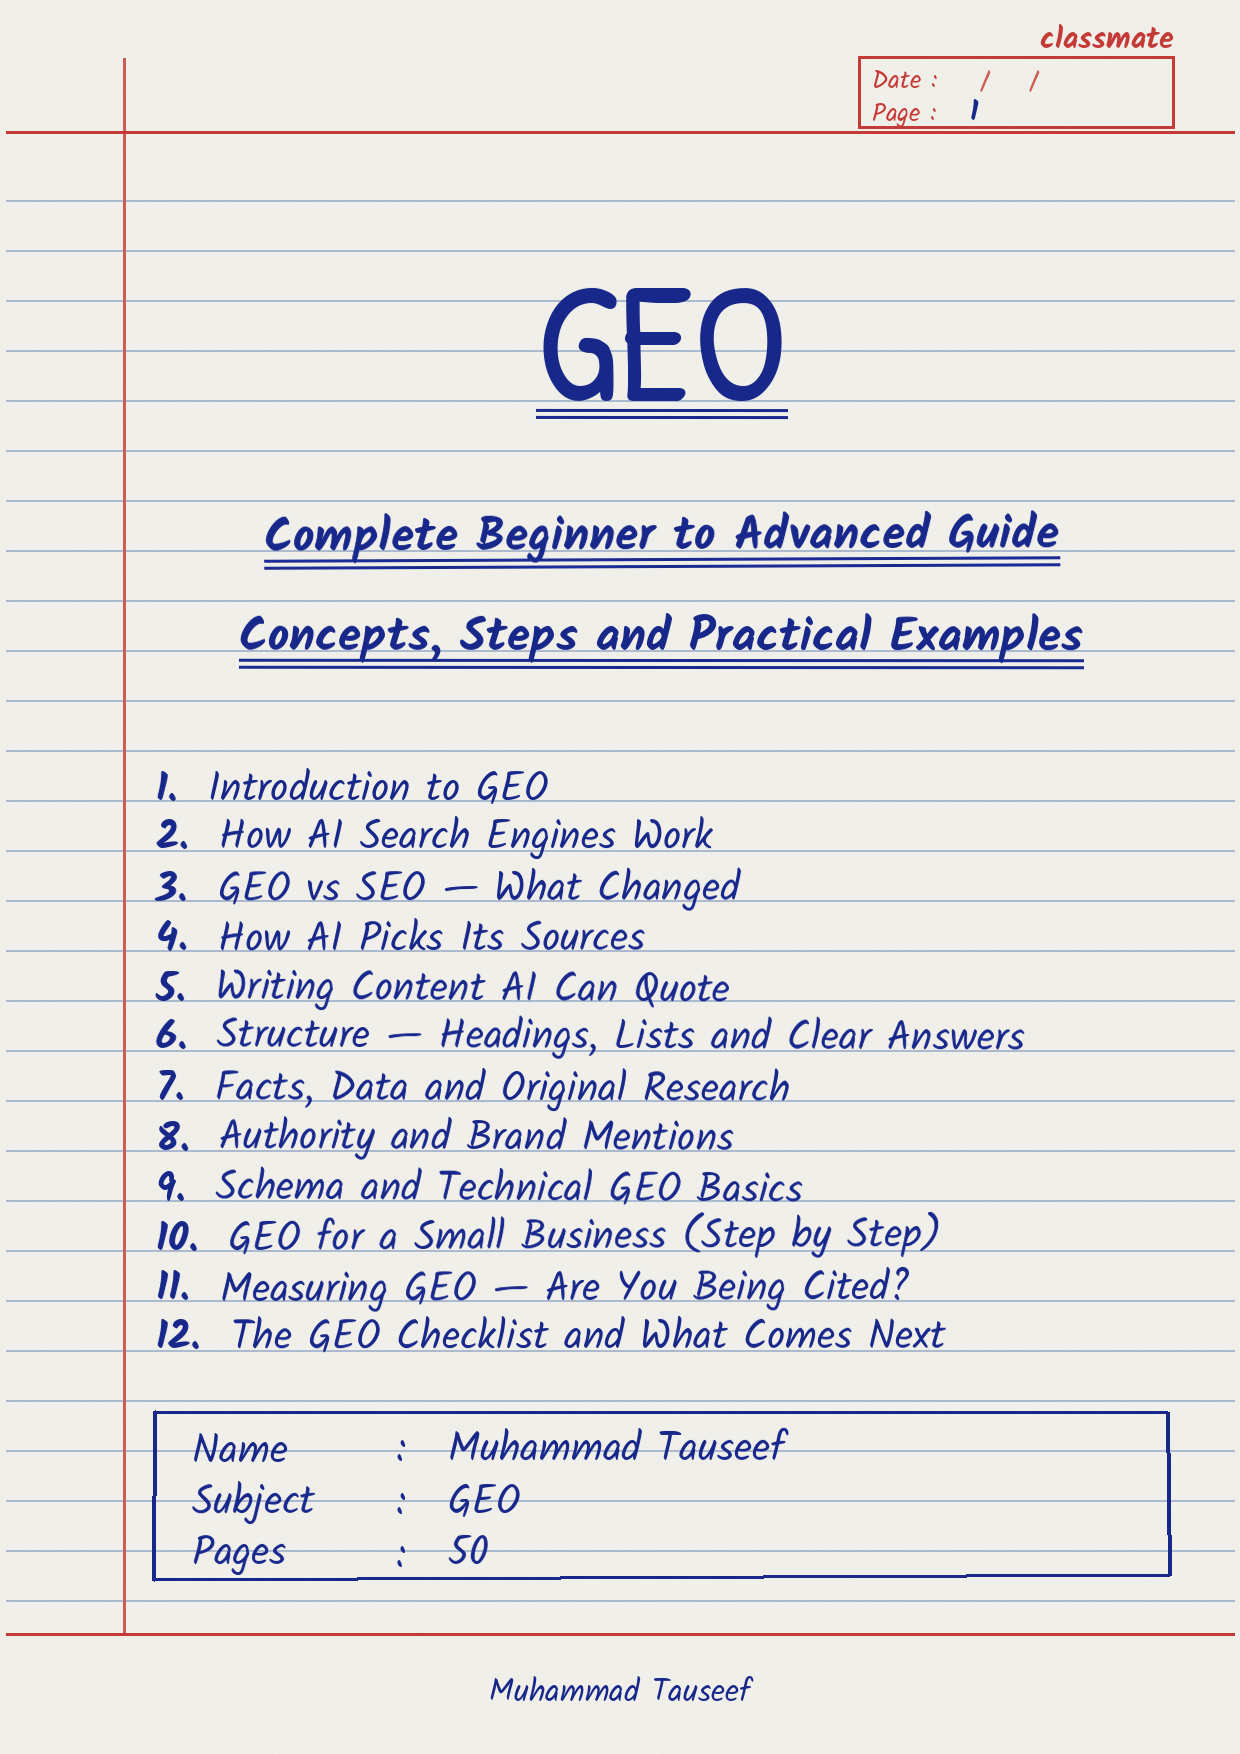 classmate
Date : / /
Page : 1
GEO
Complete Beginner to Advanced Guide
Concepts, Steps and Practical Examples
1. Introduction to GEO
2. How AI Search Engines Work
3. GEO vs SEO — What Changed
4. How AI Picks Its Sources
5. Writing Content AI Can Quote
6. Structure — Headings, Lists and Clear Answers
7. Facts, Data and Original Research
8. Authority and Brand Mentions
9. Schema and Technical GEO Basics
10. GEO for a Small Business (Step by Step)
11. Measuring GEO — Are You Being Cited?
12. The GEO Checklist and What Comes Next
Name : Muhammad Tauseef
Subject : GEO
Pages : 50
Muhammad Tauseef